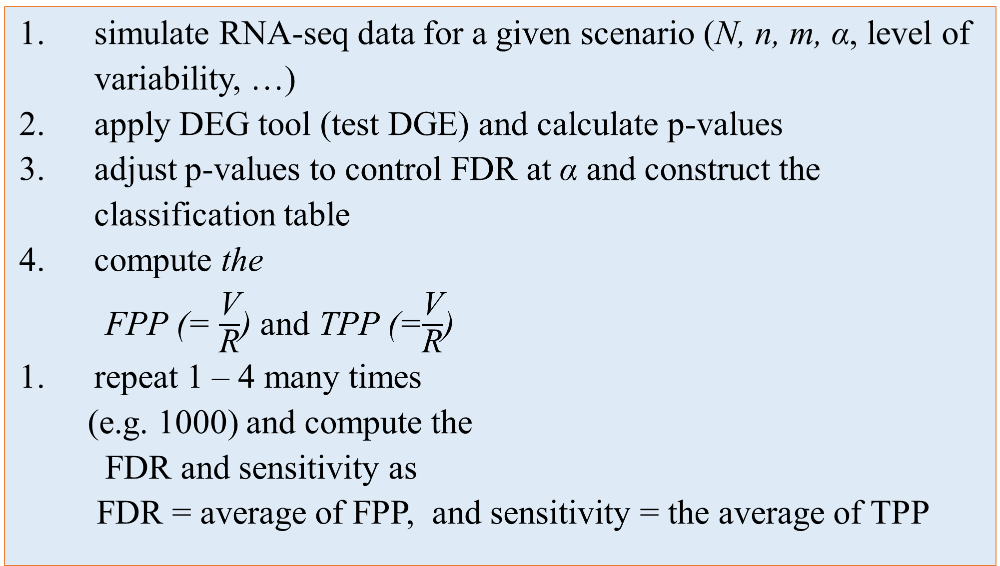 1. simulate RNA-seq data for a given scenario (N, n, m, α, level of
variability, …)
2. apply DEG tool (test DGE) and calculate p-values
3. adjust p-values to control FDR at α and construct the
classification table
4. compute the
FPP (= V/R) and TPP (=V/R)
1. repeat 1 – 4 many times
(e.g. 1000) and compute the
FDR and sensitivity as
FDR = average of FPP, and sensitivity = the average of TPP